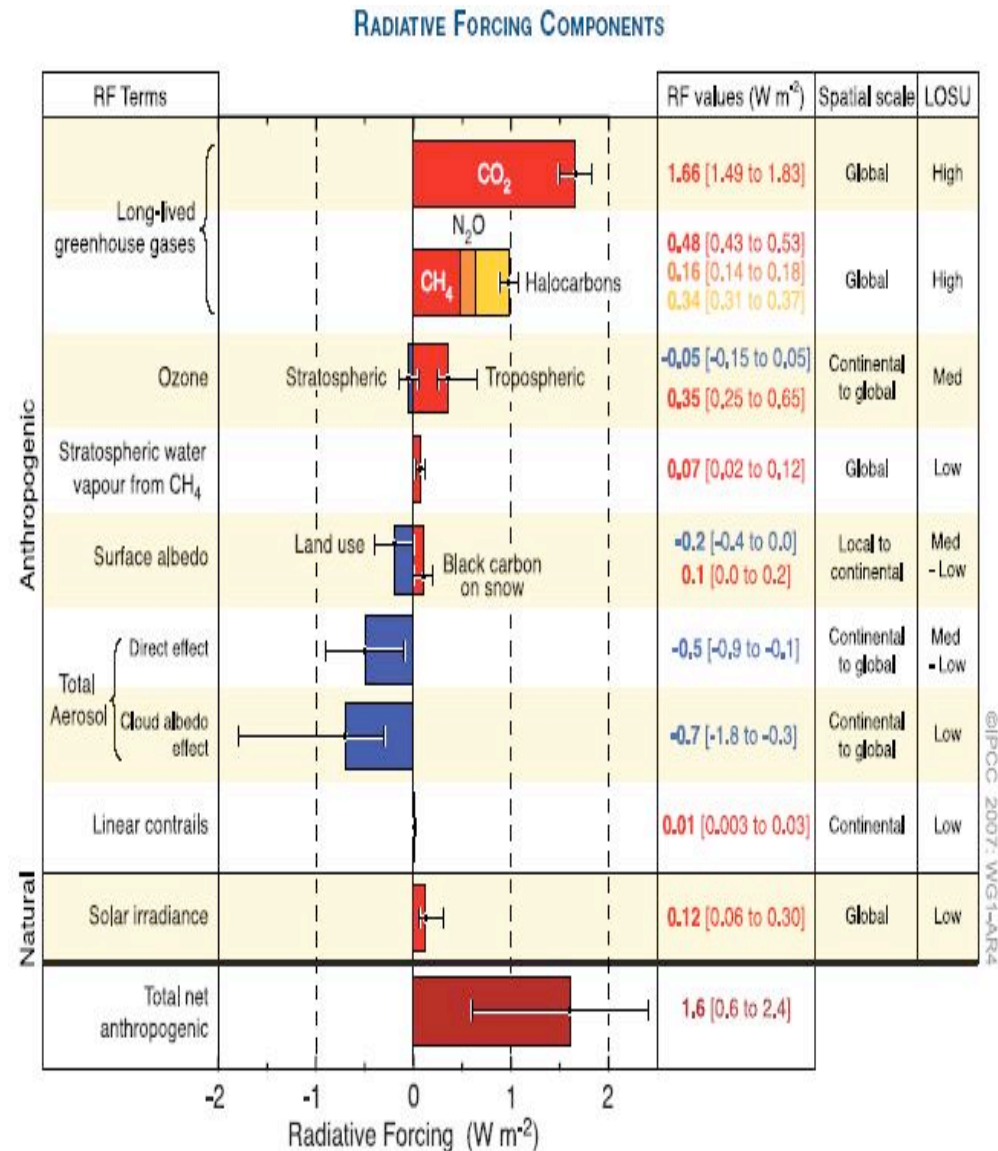 RADIATIVE FORCING COMPONENTS
RF Terms
RF values (W m-2)
Spatial scale
LOSU
Anthropogenic
Long-lived
greenhouse gases
CO2
1.66 [1.49 to 1.83]
Global
High
N2O
CH4
Halocarbons
0.48 [0.43 to 0.53]
0.16 [0.14 to 0.18]
0.34 [0.31 to 0.37]
Global
High
Ozone
Stratospheric
Tropospheric
-0.05 [-0.15 to 0.05]
0.35 [0.25 to 0.65]
Continental
to global
Med
Stratospheric water
vapour from CH4
0.07 [0.02 to 0.12]
Global
Low
Surface albedo
Land use
Black carbon
on snow
-0.2 [-0.4 to 0.0]
0.1 [0.0 to 0.2]
Local to
continental
Med
- Low
Total
Aerosol
Direct effect
-0.5 [-0.9 to -0.1]
Continental
to global
Med
- Low
Cloud albedo
effect
-0.7 [-1.8 to -0.3]
Continental
to global
Low
Linear contrails
0.01 [0.003 to 0.03]
Continental
Low
Natural
Solar irradiance
0.12 [0.06 to 0.30]
Global
Low
Total net
anthropogenic
1.6 [0.6 to 2.4]
-2 -1 0 1 2
Radiative Forcing (W m-2)
©IPCC 2007: WG1-AR4